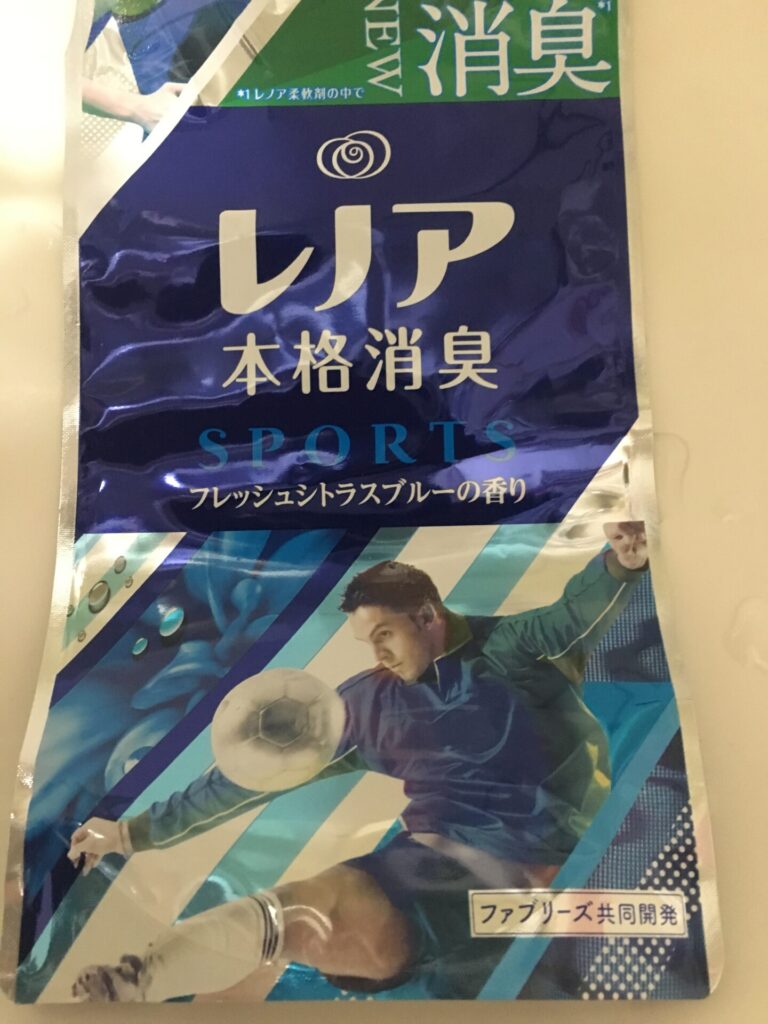 NEW
消臭*1
*1 レノア柔軟剤の中で
レノア
本格消臭
SPORTS
フレッシュシトラスブルーの香り
ファブリーズ共同開発